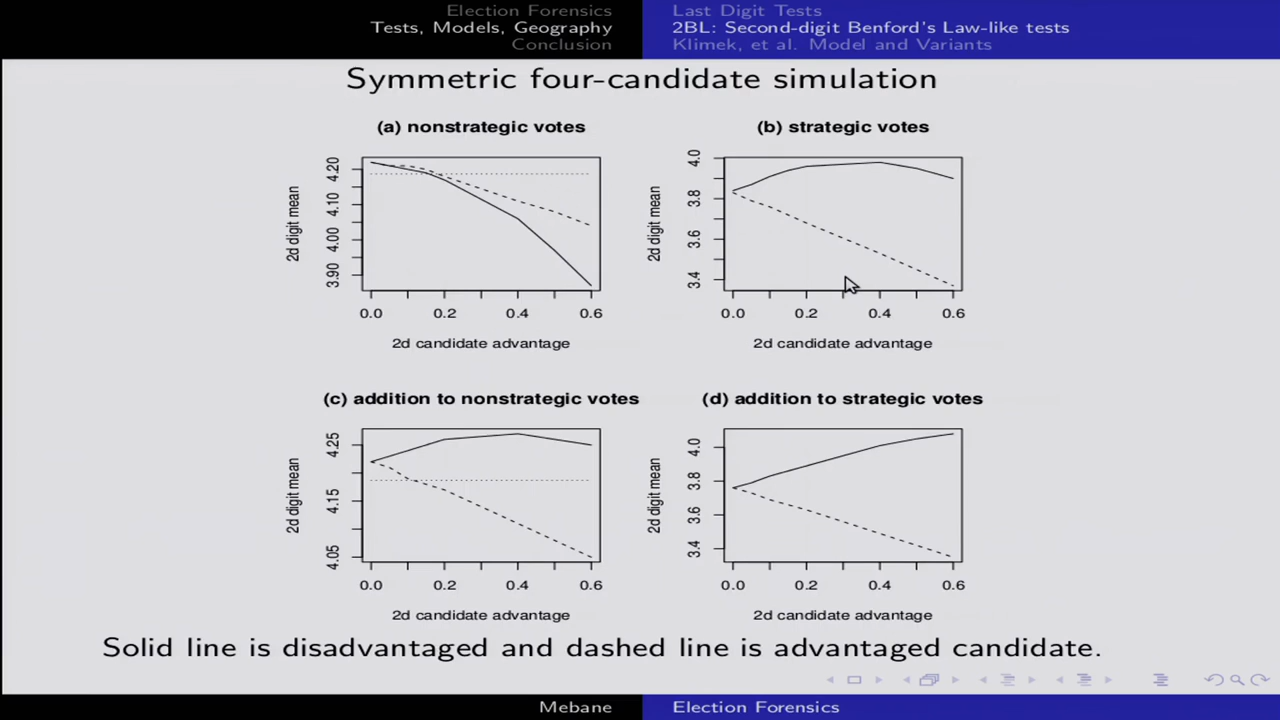 Election Forensics
Tests, Models, Geography
Conclusion
Last Digit Tests
2BL: Second-digit Benford's Law-like tests
Klimek, et al. Model and Variants
Symmetric four-candidate simulation
(a) nonstrategic votes
2d digit mean
4.20
4.10
4.00
3.90
0.0 0.2 0.4 0.6
2d candidate advantage
(b) strategic votes
2d digit mean
4.0
3.8
3.6
3.4
0.0 0.2 0.4 0.6
2d candidate advantage
(c) addition to nonstrategic votes
2d digit mean
4.25
4.15
4.05
0.0 0.2 0.4 0.6
2d candidate advantage
(d) addition to strategic votes
2d digit mean
4.0
3.8
3.6
3.4
0.0 0.2 0.4 0.6
2d candidate advantage
Solid line is disadvantaged and dashed line is advantaged candidate.
Mebane
Election Forensics